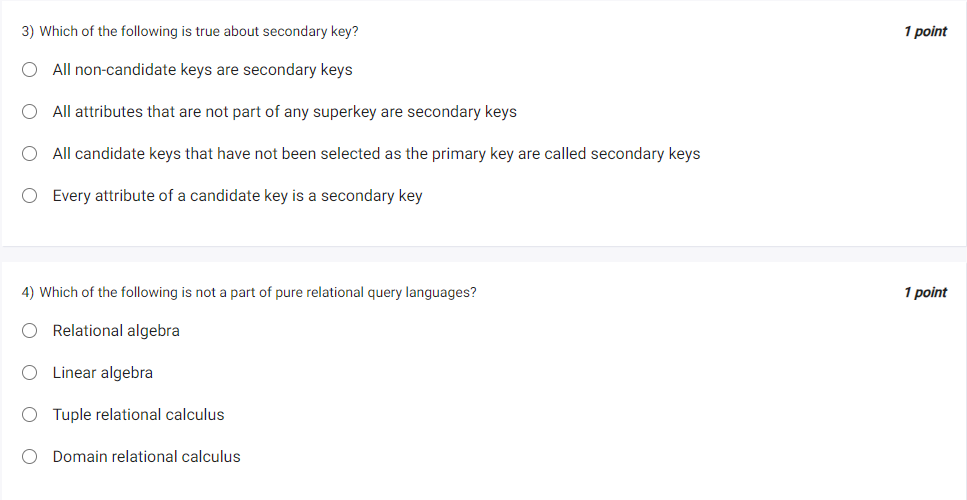 3) Which of the following is true about secondary key? 1 point
All non-candidate keys are secondary keys
All attributes that are not part of any superkey are secondary keys
All candidate keys that have not been selected as the primary key are called secondary keys
Every attribute of a candidate key is a secondary key
4) Which of the following is not a part of pure relational query languages? 1 point
Relational algebra
Linear algebra
Tuple relational calculus
Domain relational calculus